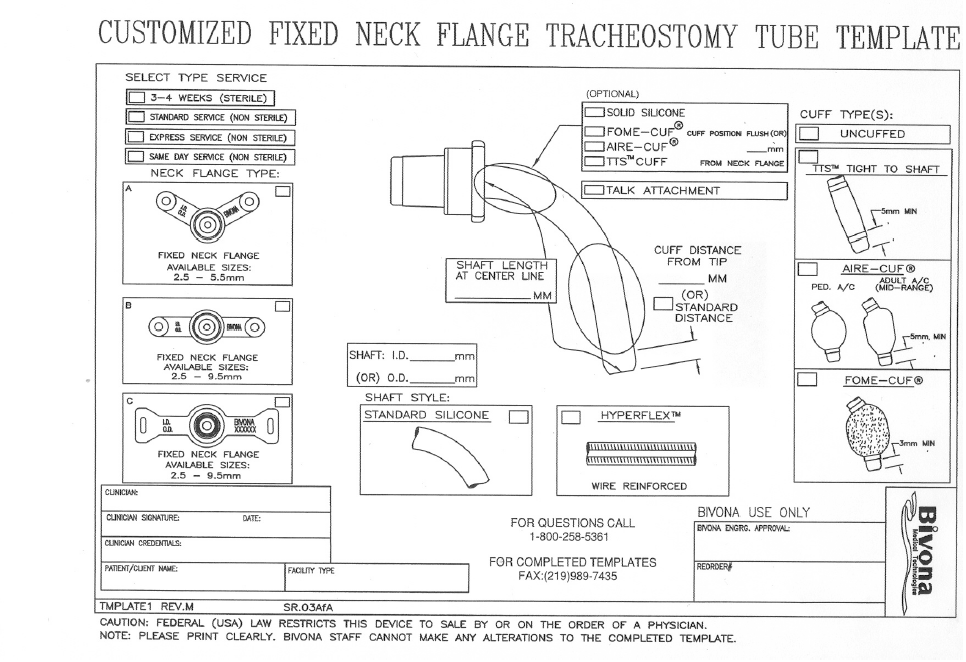 CUSTOMIZED FIXED NECK FLANGE TRACHEOSTOMY TUBE TEMPLATE
SELECT TYPE SERVICE
3-4 WEEKS (STERILE)
STANDARD SERVICE (NON STERILE)
EXPRESS SERVICE (NON STERILE)
SAME DAY SERVICE (NON STERILE)
NECK FLANGE TYPE:
A
I.D.
O.D.
BIVONA
FIXED NECK FLANGE
AVAILABLE SIZES:
2.5 - 5.5mm
B
I.D.
O.D.
BIVONA
FIXED NECK FLANGE
AVAILABLE SIZES:
2.5 - 9.5mm
C
I.D.
O.D.
BIVONA
XXXXXX
FIXED NECK FLANGE
AVAILABLE SIZES:
2.5 - 9.5mm
(OPTIONAL)
SOLID SILICONE
FOME-CUF® CUFF POSITION FLUSH(OR)
AIRE-CUF® ____mm
TTS™ CUFF FROM NECK FLANGE
TALK ATTACHMENT
SHAFT LENGTH
AT CENTER LINE
__________ MM
CUFF DISTANCE
FROM TIP
______ MM
(OR)
STANDARD
DISTANCE
SHAFT: I.D.______mm
(OR) O.D.______mm
SHAFT STYLE:
STANDARD SILICONE
HYPERFLEX™
WIRE REINFORCED
CUFF TYPE(S):
UNCUFFED
TTS™ TIGHT TO SHAFT
5mm MIN
AIRE-CUF®
PED. A/C
ADULT A/C
(MID-RANGE)
5mm, MIN
FOME-CUF®
3mm MIN
CLINICIAN:
CLINICIAN SIGNATURE: DATE:
CLINICIAN CREDENTIALS:
PATIENT/CLIENT NAME: FACILITY TYPE
FOR QUESTIONS CALL
1-800-258-5361
FOR COMPLETED TEMPLATES
FAX:(219)989-7435
BIVONA USE ONLY
BIVONA ENGRG. APPROVAL:
REORDER#
Bivona
Medical Technologies
TMPLATE1 REV.M SR.03AfA
CAUTION: FEDERAL (USA) LAW RESTRICTS THIS DEVICE TO SALE BY OR ON THE ORDER OF A PHYSICIAN.
NOTE: PLEASE PRINT CLEARLY. BIVONA STAFF CANNOT MAKE ANY ALTERATIONS TO THE COMPLETED TEMPLATE.